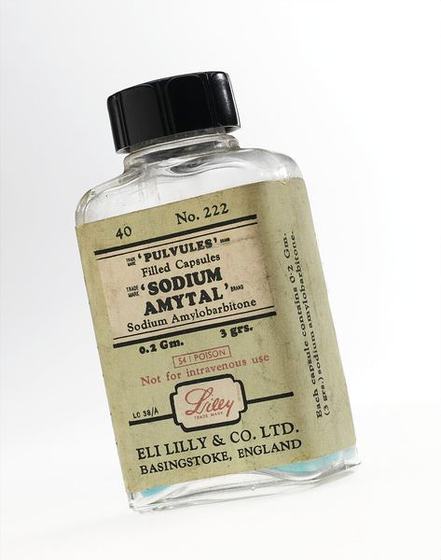 40 No. 222
TRADE MARK 'PULVULES' BRAND
Filled Capsules
TRADE MARK 'SODIUM
AMYTAL' BRAND
Sodium Amylobarbitone
0.2 Gm. 3 grs.
S4 | POISON
Not for intravenous use
Lilly
TRADE MARK
LC 38/A
ELI LILLY & CO. LTD.
BASINGSTOKE, ENGLAND
Each capsule contains 0·2 Gm.
(3 grs.) sodium amylobarbitone.